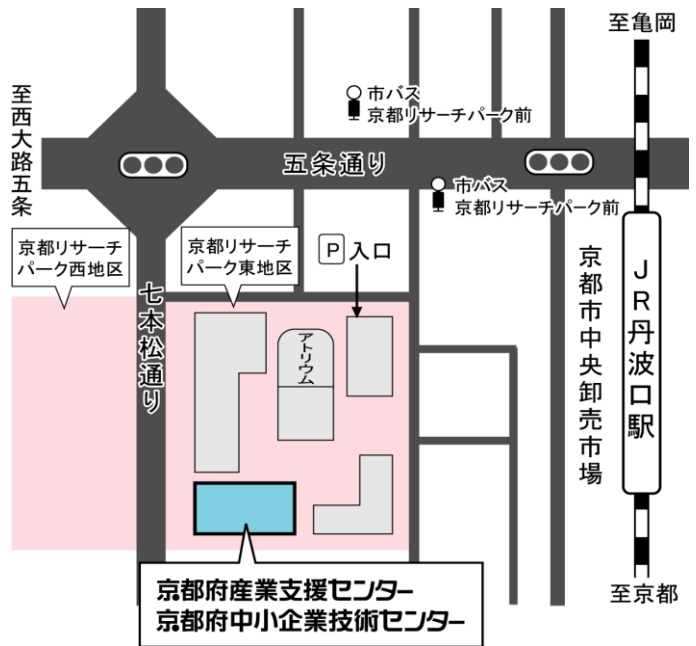 至亀岡
市バス
京都リサーチパーク前
至西大路五条
五条通り
市バス
京都リサーチパーク前
京都リサーチ
パーク西地区
京都リサーチ
パーク東地区
P入口
七本松通り
アトリウム
京都市中央卸売市場
JR丹波口駅
京都府産業支援センター
京都府中小企業技術センター
至京都